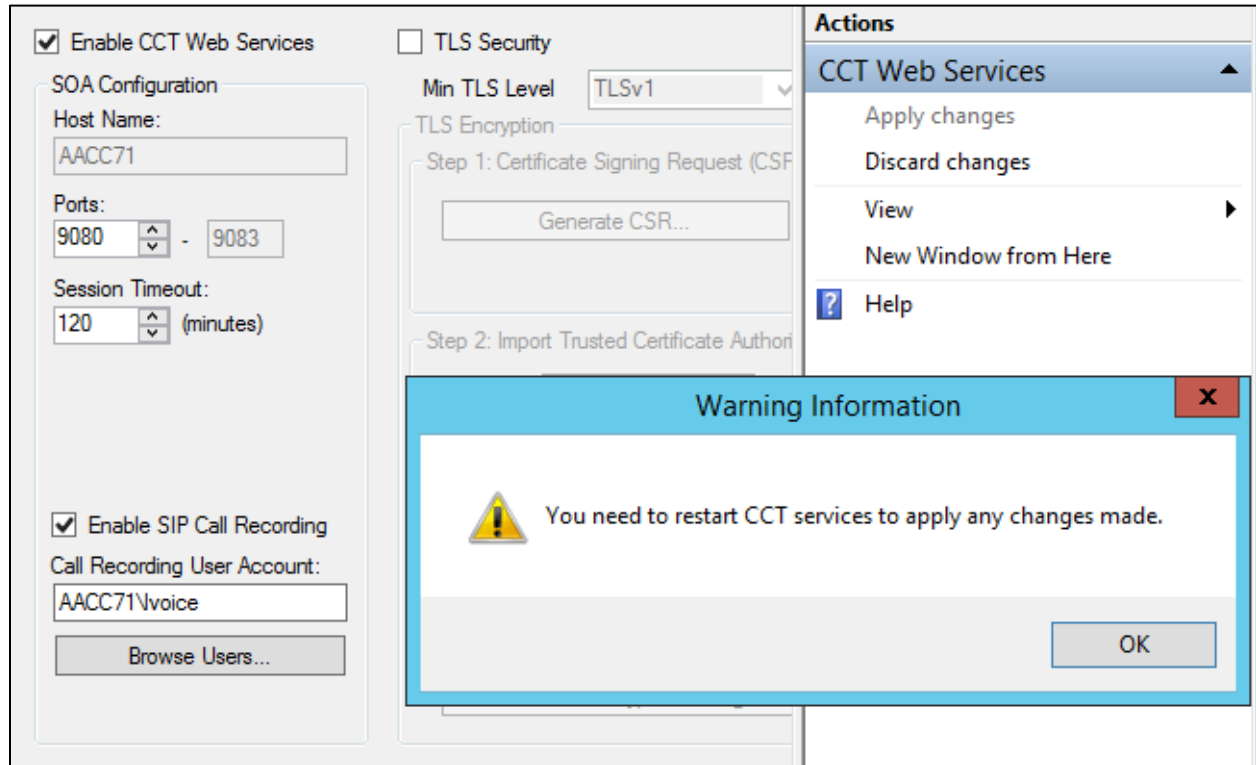 Enable CCT Web Services
SOA Configuration
Host Name:
AACC71
Ports:
9080 - 9083
Session Timeout:
120 (minutes)
Enable SIP Call Recording
Call Recording User Account:
AACC71\lvoice
Browse Users...
TLS Security
Min TLS Level TLSv1
TLS Encryption
Step 1: Certificate Signing Request (CSR
Generate CSR...
Step 2: Import Trusted Certificate Authori
Actions
CCT Web Services
Apply changes
Discard changes
View
New Window from Here
? Help
Warning Information
x
You need to restart CCT services to apply any changes made.
OK